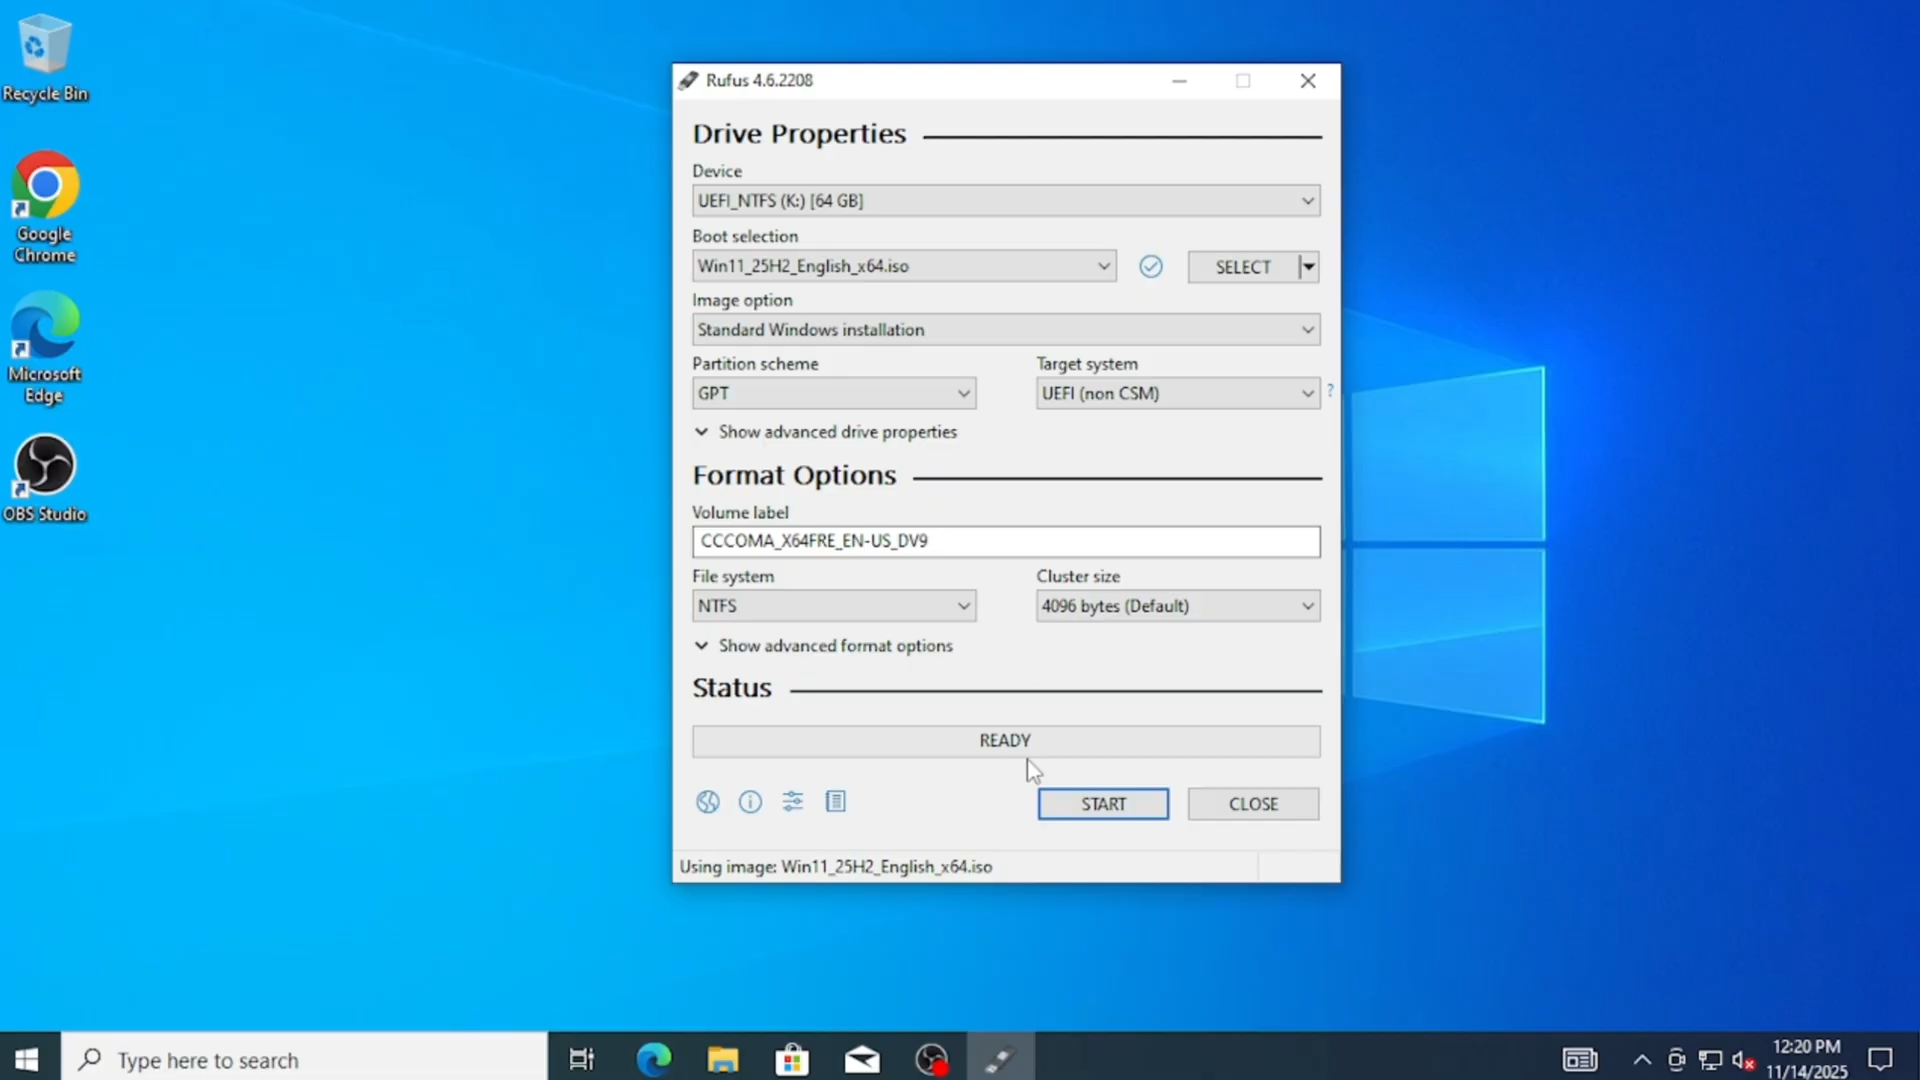 Recycle Bin
Google
Chrome
Microsoft
Edge
OBS Studio
Rufus 4.6.2208
Drive Properties
Device
UEFI_NTFS (K:) [64 GB]
Boot selection
Win11_25H2_English_x64.iso
SELECT
Image option
Standard Windows installation
Partition scheme
Target system
GPT
UEFI (non CSM)
?
Show advanced drive properties
Format Options
Volume label
CCCOMA_X64FRE_EN-US_DV9
File system
Cluster size
NTFS
4096 bytes (Default)
Show advanced format options
Status
READY
START
CLOSE
Using image: Win11_25H2_English_x64.iso
Type here to search
12:20 PM
11/14/2025